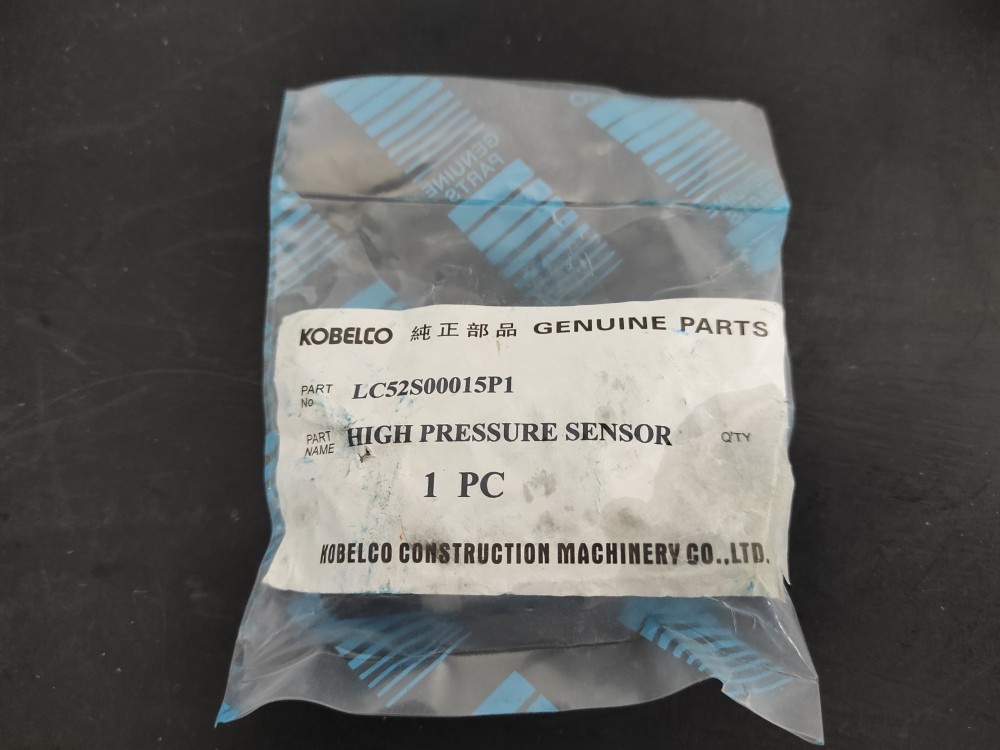 GENUINE
PARTS
KOBELCO 純正部品 GENUINE PARTS
PART No LC52S00015P1
PART NAME HIGH PRESSURE SENSOR Q'TY
1 PC
KOBELCO CONSTRUCTION MACHINERY CO.,LTD.